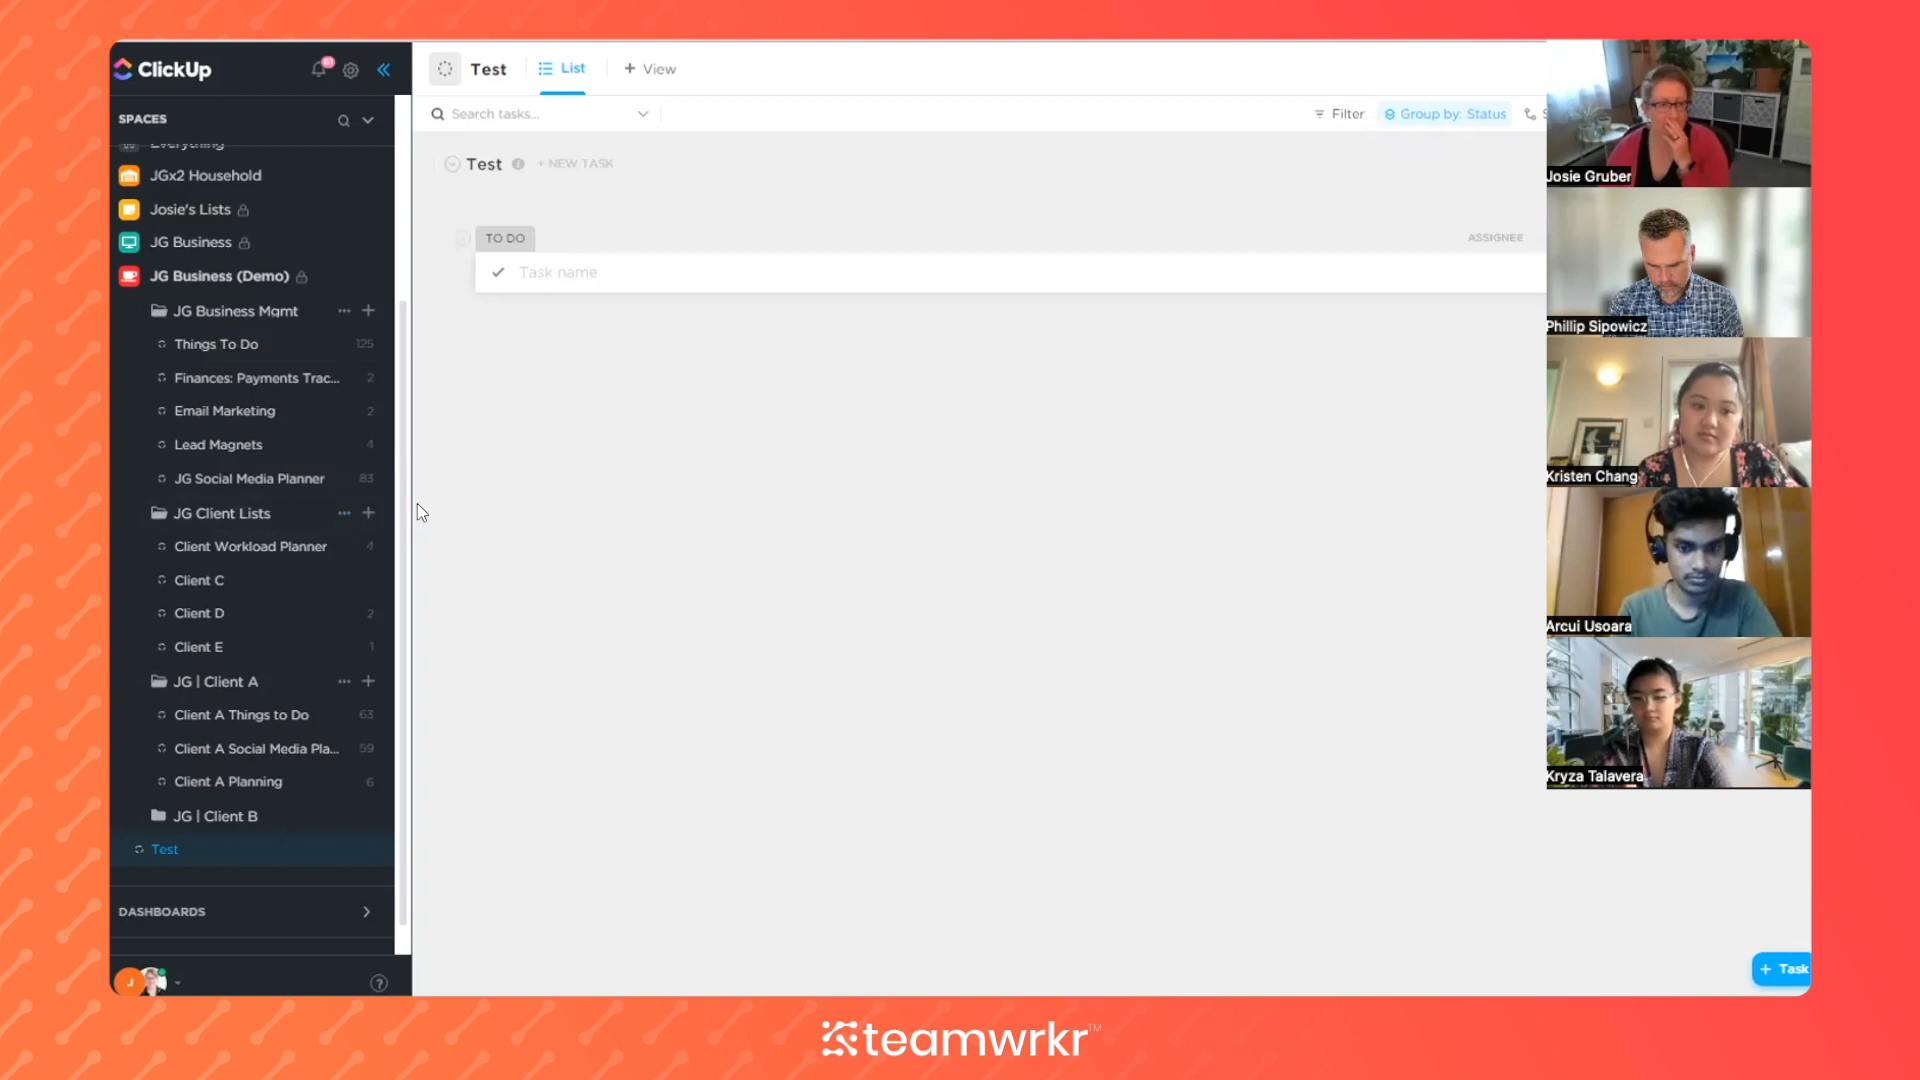 ClickUp
63
SPACES
Everything
JGx2 Household
Josie's Lists
JG Business
JG Business (Demo)
JG Business Mgmt
Things To Do 125
Finances: Payments Trac... 2
Email Marketing 2
Lead Magnets 4
JG Social Media Planner 83
JG Client Lists
Client Workload Planner 4
Client C
Client D 2
Client E 1
JG | Client A
Client A Things to Do 63
Client A Social Media Pla... 59
Client A Planning 6
JG | Client B
Test
DASHBOARDS
J
?
Test
List
+ View
Search tasks...
Filter
Group by: Status
S
Test
+ NEW TASK
TO DO
ASSIGNEE
Task name
+ Task
Josie Gruber
Phillip Sipowicz
Kristen Chang
Arcui Usoara
Kryza Talavera
teamwrkr™